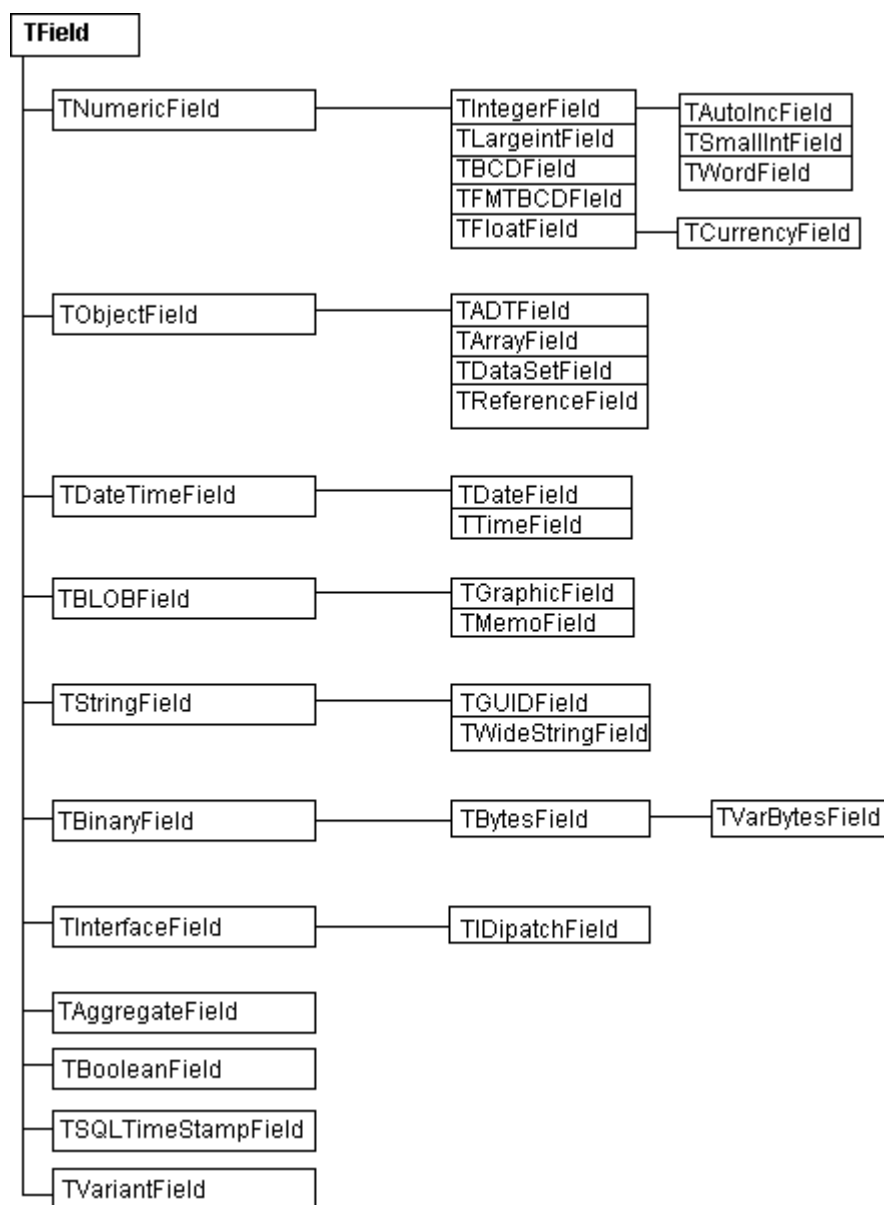 TField
TNumericField
TIntegerField
TAutoIncField
TLargeintField
TSmallIntField
TBCDField
TWordField
TFMTBCDField
TFloatField
TCurrencyField
TObjectField
TADTField
TArrayField
TDataSetField
TReferenceField
TDateTimeField
TDateField
TTimeField
TBLOBField
TGraphicField
TMemoField
TStringField
TGUIDField
TWideStringField
TBinaryField
TBytesField
TVarBytesField
TInterfaceField
TIDipatchField
TAggregateField
TBooleanField
TSQLTimeStampField
TVariantField